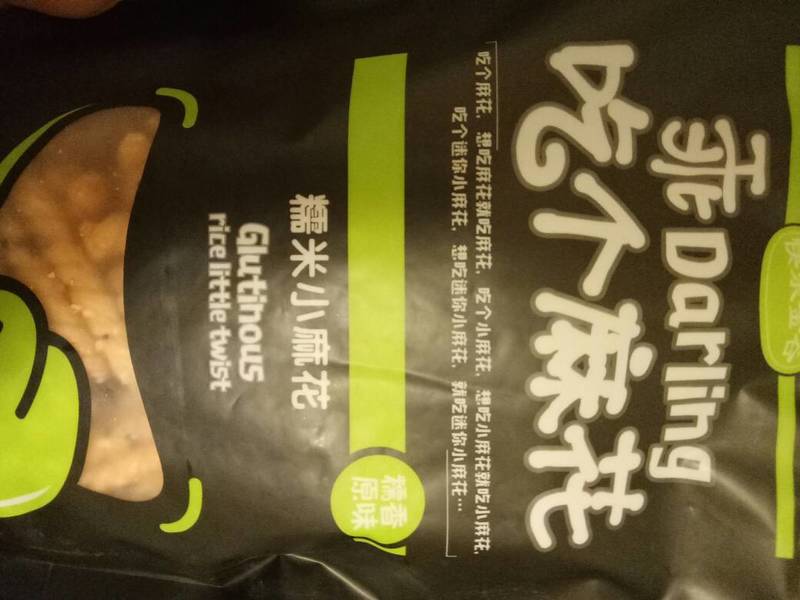 乖Darling
吃个麻花
吃个麻花，想吃麻花就吃麻花，吃个小麻花，想吃小麻花就吃小麻花，
吃个迷你小麻花，想吃迷你小麻花，就吃迷你小麻花...
糯香
原味
糯米小麻花
Glutinous
rice little twist